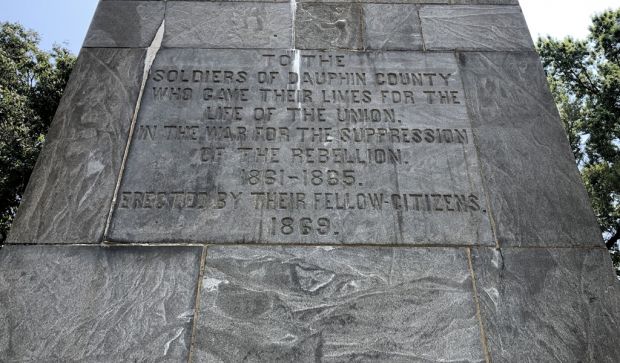 TO THE
SOLDIERS OF DAUPHIN COUNTY
WHO GAVE THEIR LIVES FOR THE
LIFE OF THE UNION.
IN THE WAR FOR THE SUPPRESSION
OF THE REBELLION.
1861-1865.
ERECTED BY THEIR FELLOW-CITIZENS.
1869.